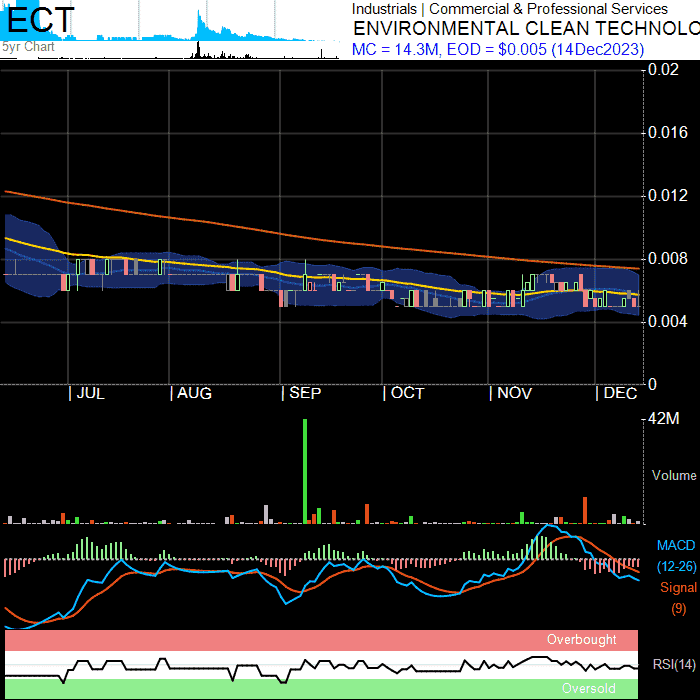 ECT
5yr Chart
Industrials | Commercial & Professional Services
ENVIRONMENTAL CLEAN TECHNOLO
MC = 14.3M, EOD = $0.005 (14Dec2023)
0.02
0.016
0.012
0.008
0.004
0
JUL
AUG
SEP
OCT
NOV
DEC
42M
Volume
MACD
(12-26)
Signal
(9)
Overbought
RSI(14)
Oversold